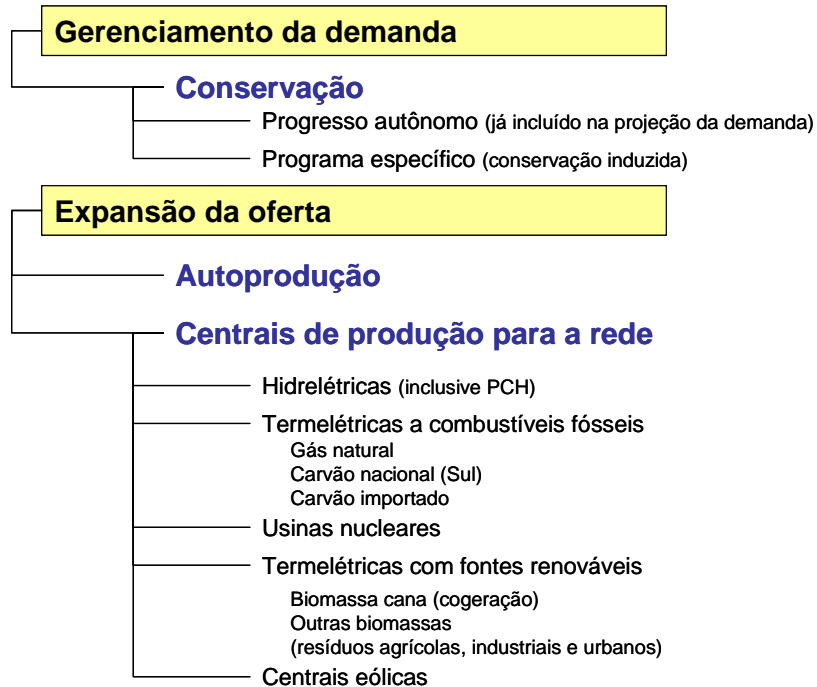 Gerenciamento da demanda
Conservação
Progresso autônomo (já incluído na projeção da demanda)
Programa específico (conservação induzida)
Expansão da oferta
Autoprodução
Centrais de produção para a rede
Hidrelétricas (inclusive PCH)
Termelétricas a combustíveis fósseis
Gás natural
Carvão nacional (Sul)
Carvão importado
Usinas nucleares
Termelétricas com fontes renováveis
Biomassa cana (cogeração)
Outras biomassas
(resíduos agrícolas, industriais e urbanos)
Centrais eólicas